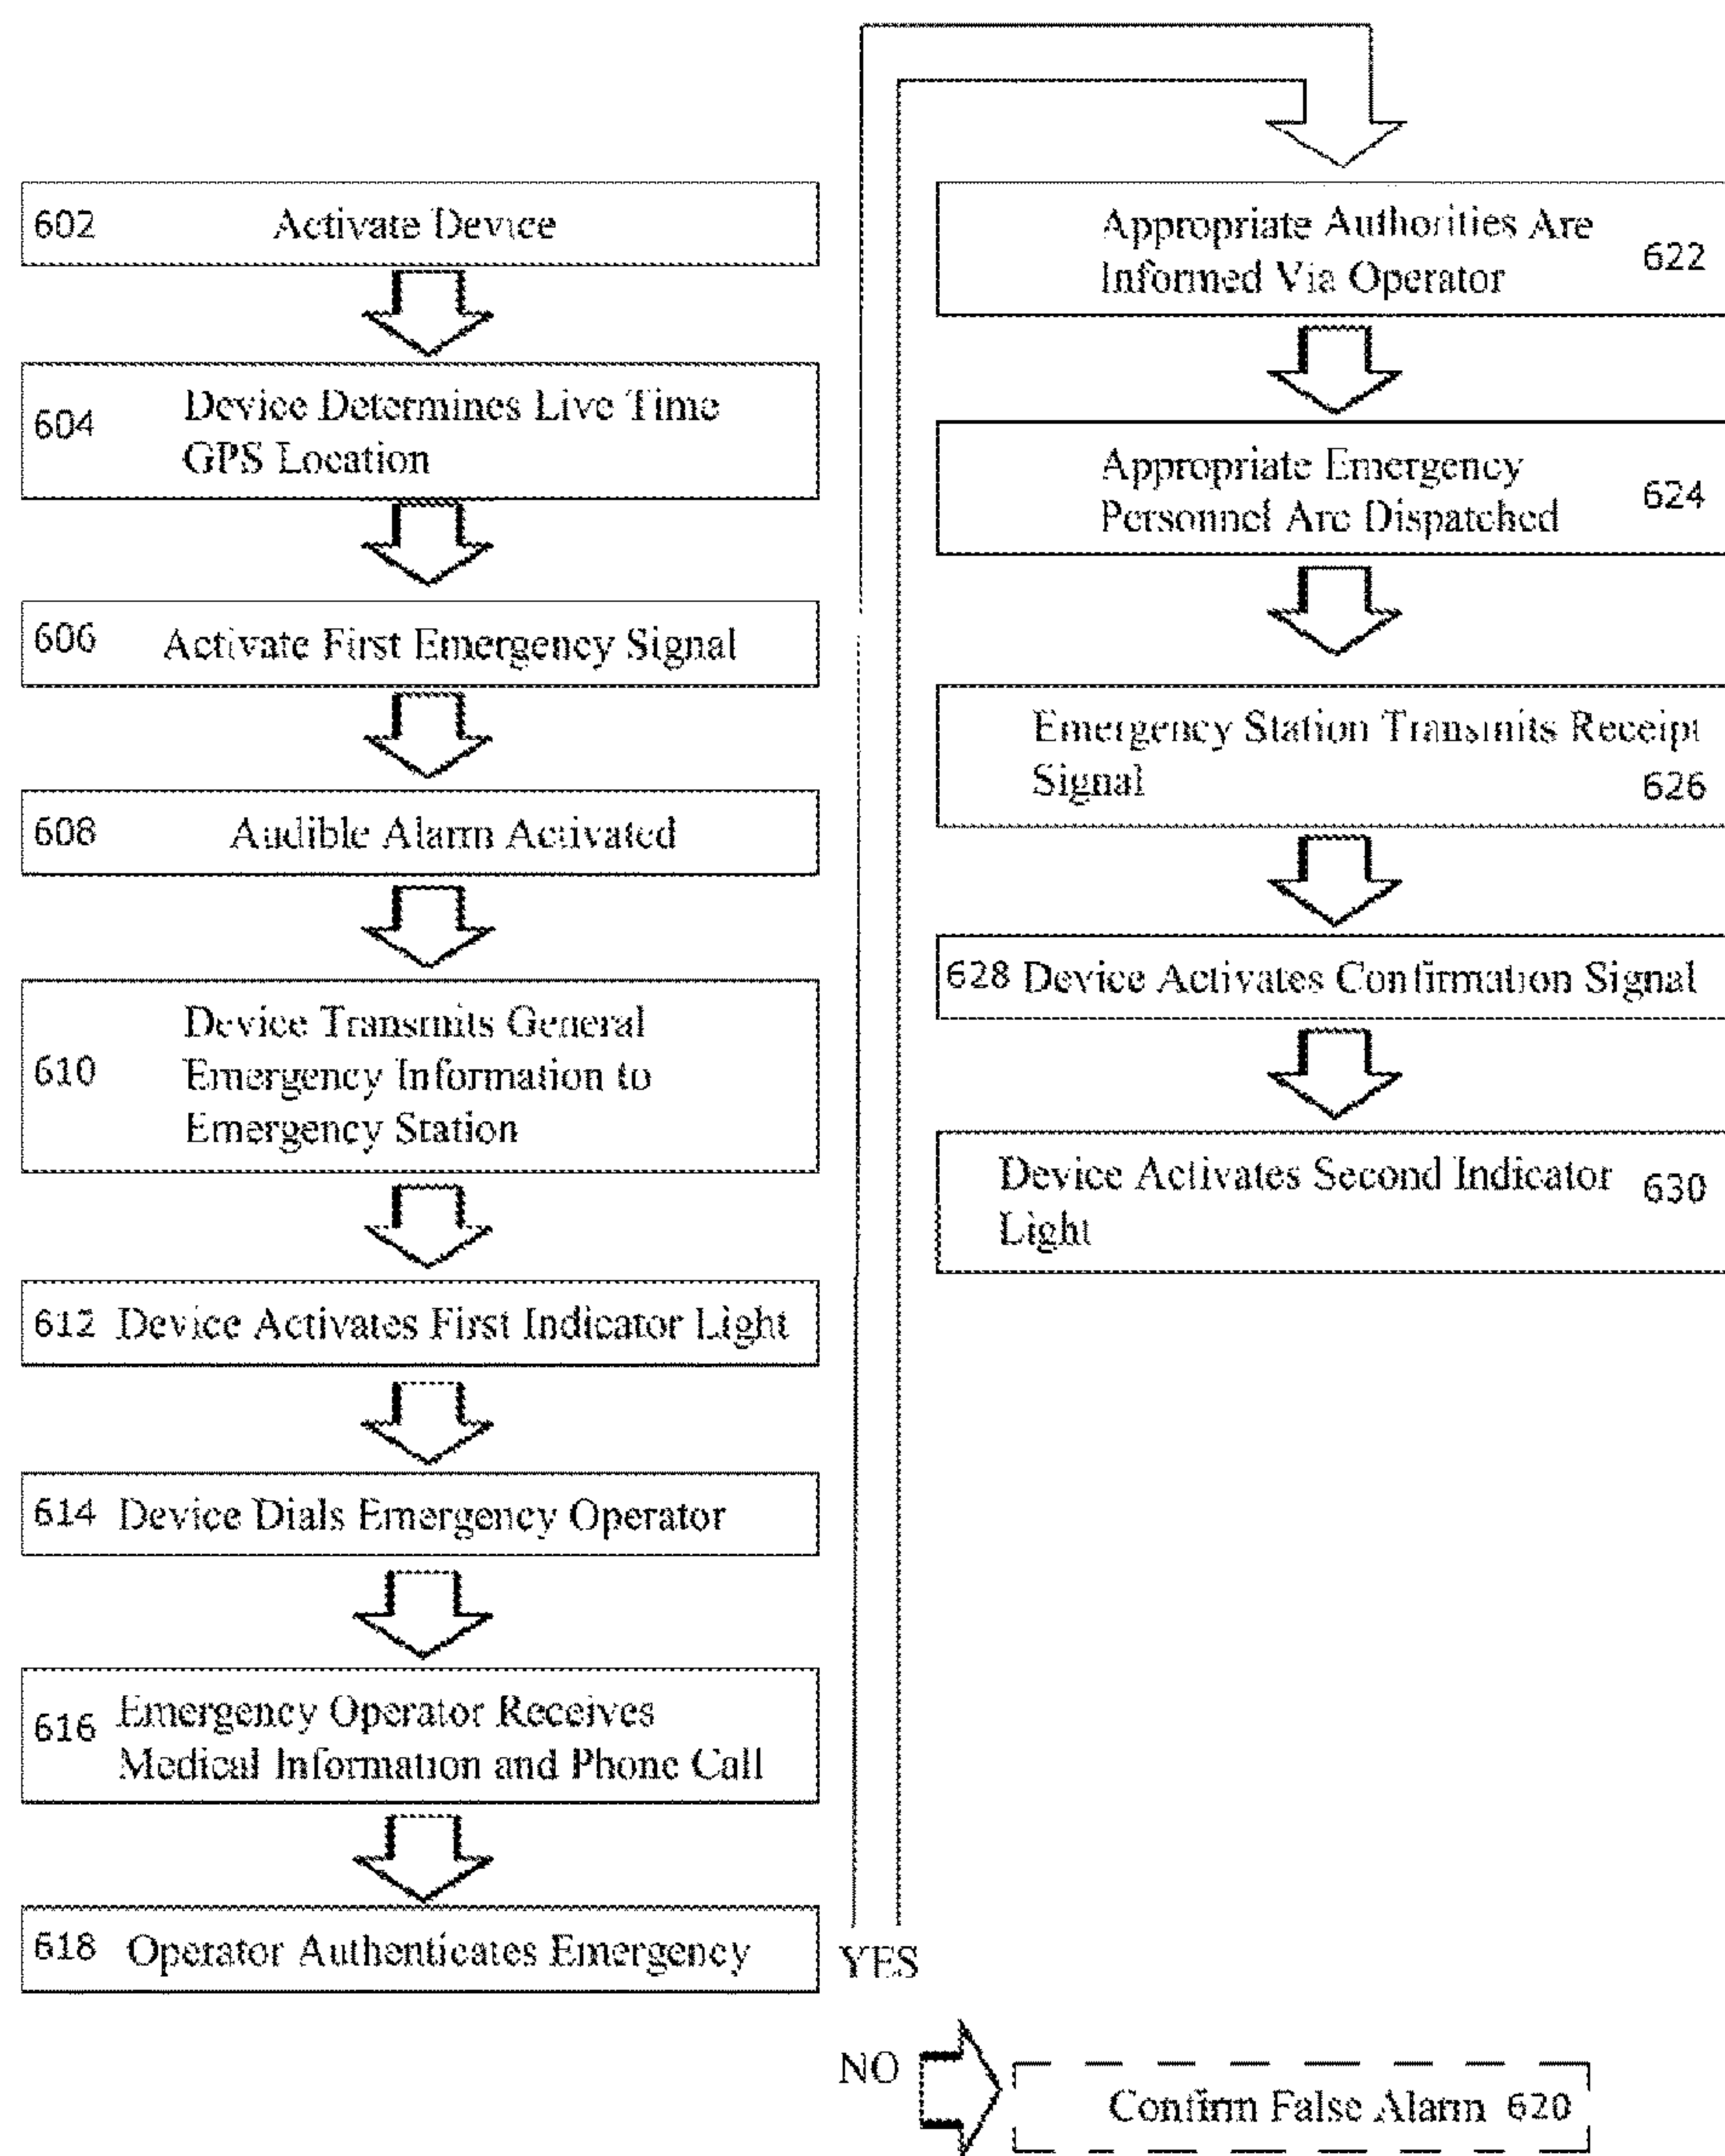 602 Activate Device
604 Device Determines Live Time
GPS Location
606 Activate First Emergency Signal
608 Audible Alarm Activated
610 Device Transmits General
Emergency Information to
Emergency Station
612 Device Activates First Indicator Light
614 Device Dials Emergency Operator
616 Emergency Operator Receives
Medical Information and Phone Call
618 Operator Authenticates Emergency
YES
NO
Confirm False Alarm 620
Appropriate Authorities Are
Informed Via Operator 622
Appropriate Emergency
Personnel Are Dispatched 624
Emergency Station Transmits Receipt
Signal 626
628 Device Activates Confirmation Signal
Device Activates Second Indicator 630
Light